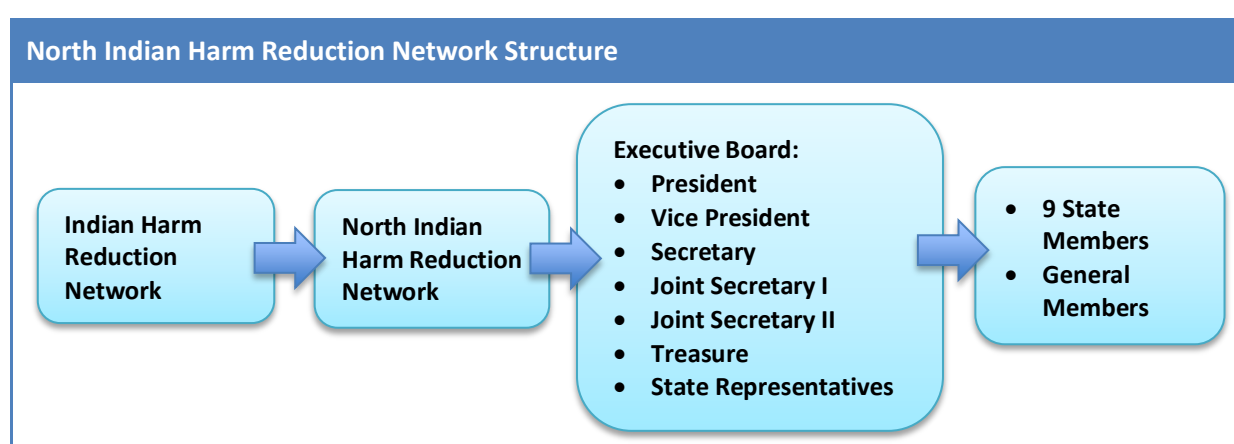 North Indian Harm Reduction Network Structure
Indian Harm
Reduction
Network
North Indian
Harm Reduction
Network
Executive Board:
• President
• Vice President
• Secretary
• Joint Secretary I
• Joint Secretary II
• Treasure
• State Representatives
• 9 State
Members
• General
Members